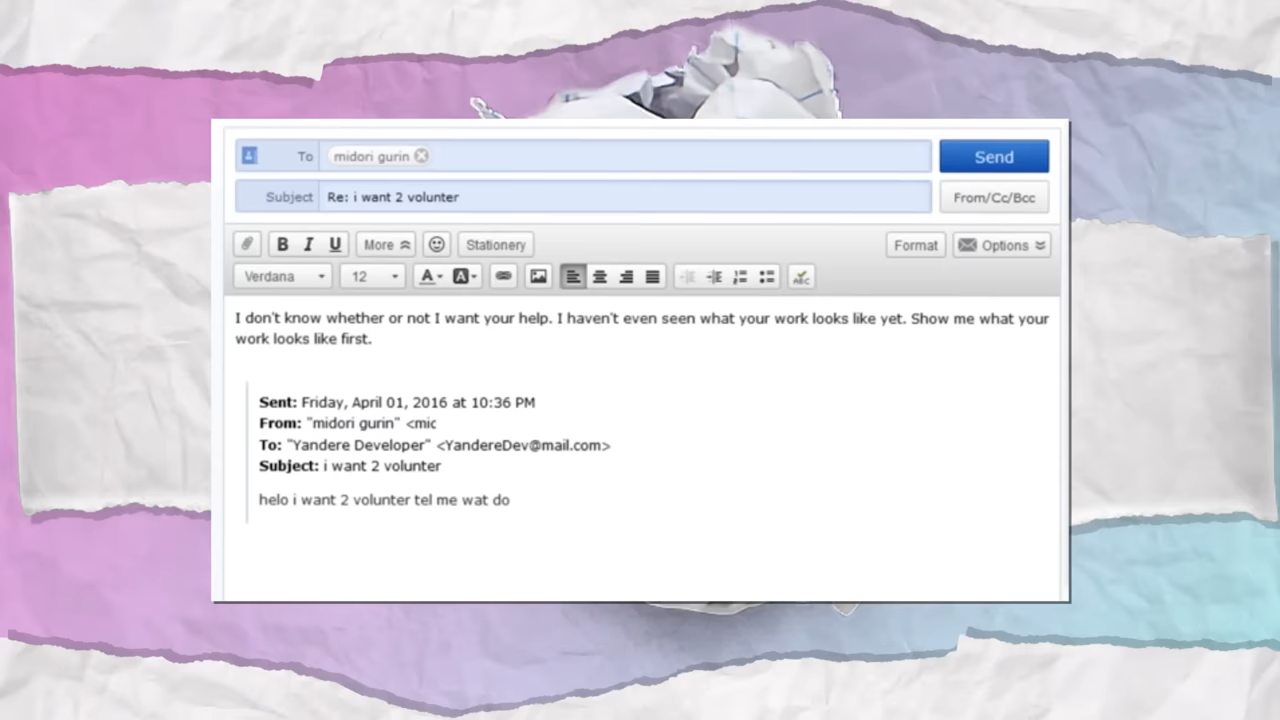 To midori gurin
Send
Subject Re: i want 2 volunter
From/Cc/Bcc
B I U More Stationery Format Options
Verdana 12 A A ABC
I don't know whether or not I want your help. I haven't even seen what your work looks like yet. Show me what your
work looks like first.
Sent: Friday, April 01, 2016 at 10:36 PM
From: "midori gurin" <mic
To: "Yandere Developer" <YandereDev@mail.com>
Subject: i want 2 volunter
helo i want 2 volunter tel me wat do